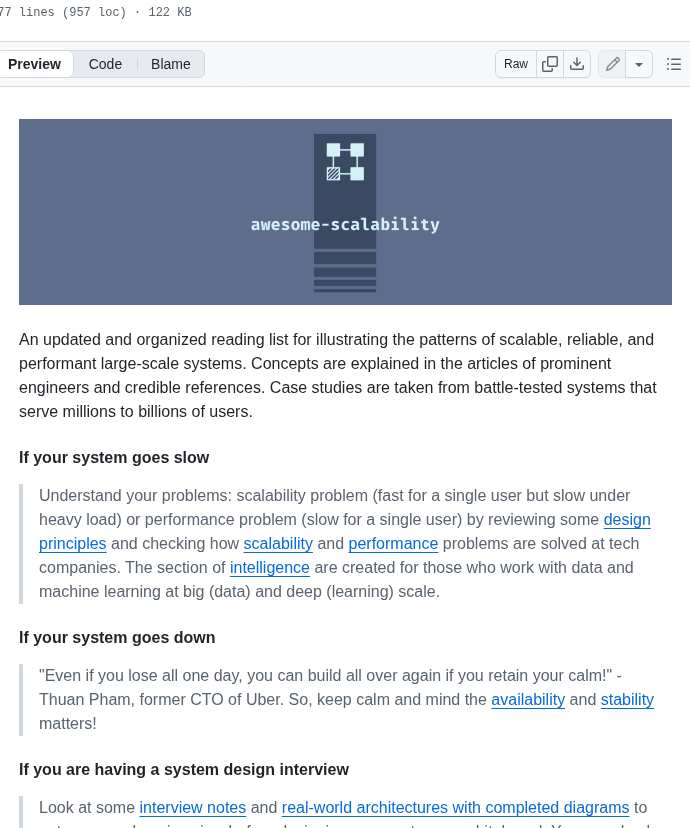 77 lines (957 loc) · 122 KB
Preview Code Blame Raw
awesome-scalability
An updated and organized reading list for illustrating the patterns of scalable, reliable, and
performant large-scale systems. Concepts are explained in the articles of prominent
engineers and credible references. Case studies are taken from battle-tested systems that
serve millions to billions of users.
If your system goes slow
Understand your problems: scalability problem (fast for a single user but slow under
heavy load) or performance problem (slow for a single user) by reviewing some design
principles and checking how scalability and performance problems are solved at tech
companies. The section of intelligence are created for those who work with data and
machine learning at big (data) and deep (learning) scale.
If your system goes down
"Even if you lose all one day, you can build all over again if you retain your calm!" -
Thuan Pham, former CTO of Uber. So, keep calm and mind the availability and stability
matters!
If you are having a system design interview
Look at some interview notes and real-world architectures with completed diagrams to